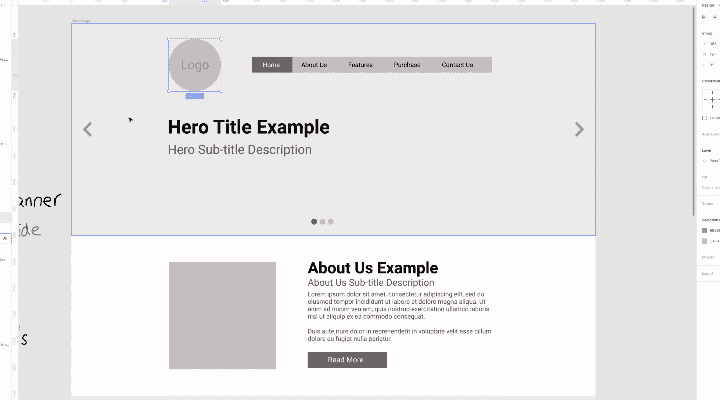 Design
Logo
Home
About Us
Features
Purchase
Contact Us
Hero Title Example
Hero Sub-title Description
anner
ide
s
About Us Example
About Us Sub-title Description
Lorem ipsum dolor sit amet, consectetur adipiscing elit, sed do
eiusmod tempor incididunt ut labore et dolore magna aliqua. Ut
enim ad minim veniam, quis nostrud exercitation ullamco laboris
nisi ut aliquip ex ea commodo consequat.
Duis aute irure dolor in reprehenderit in voluptate velit esse cillum
dolore eu fugiat nulla pariatur.
Read More
Layer